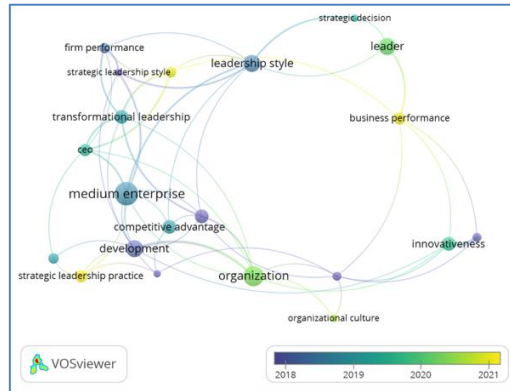 strategic decision
firm performance
leader
leadership style
strategic leadership style
transformational leadership
business performance
ceo
medium enterprise
competitive advantage
development
innovativeness
strategic leadership practice
organization
organizational culture
VOSviewer
2018 2019 2020 2021